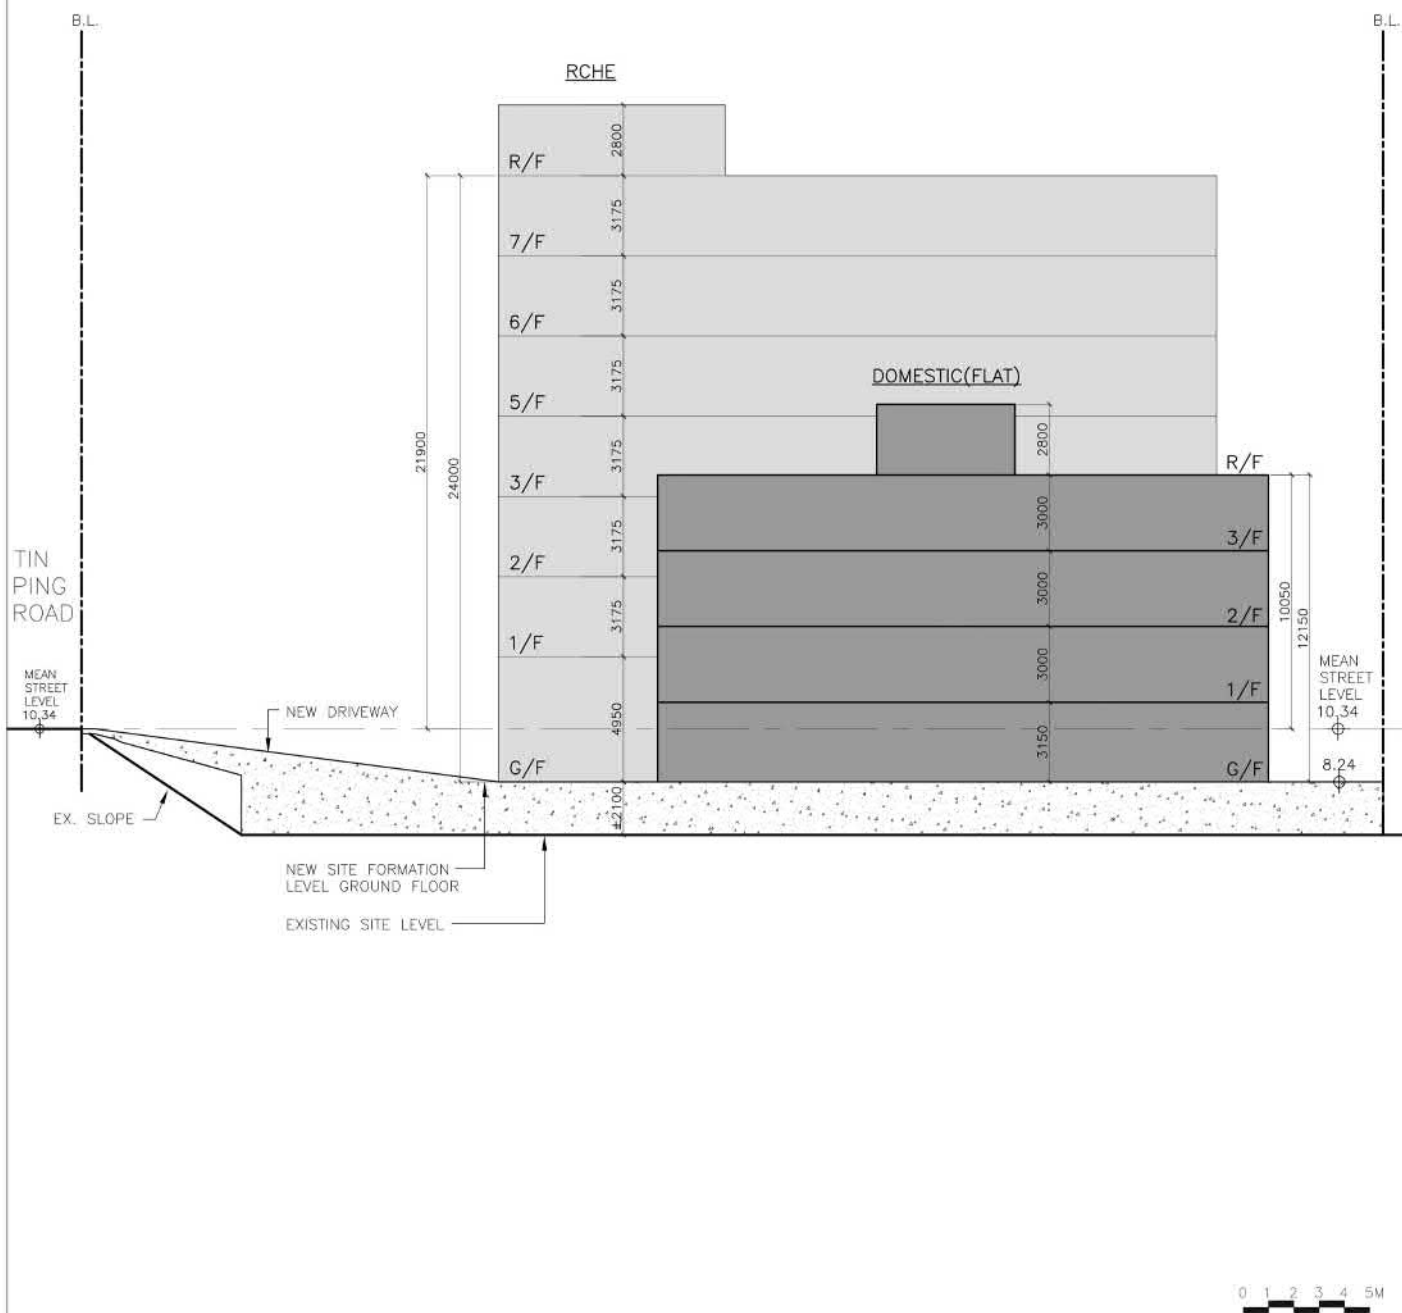 B.L.
B.L.
RCHE
2800
R/F
3175
7/F
3175
6/F
3175
5/F
3175
3/F
3175
2/F
3175
1/F
4950
G/F
±2100
21900
24000
DOMESTIC(FLAT)
2800
R/F
3000
3/F
3000
2/F
3000
1/F
3150
G/F
10050
12150
TIN
PING
ROAD
MEAN
STREET
LEVEL
10.34
MEAN
STREET
LEVEL
10.34
8.24
NEW DRIVEWAY
EX. SLOPE
NEW SITE FORMATION
LEVEL GROUND FLOOR
EXISTING SITE LEVEL
0 1 2 3 4 5M